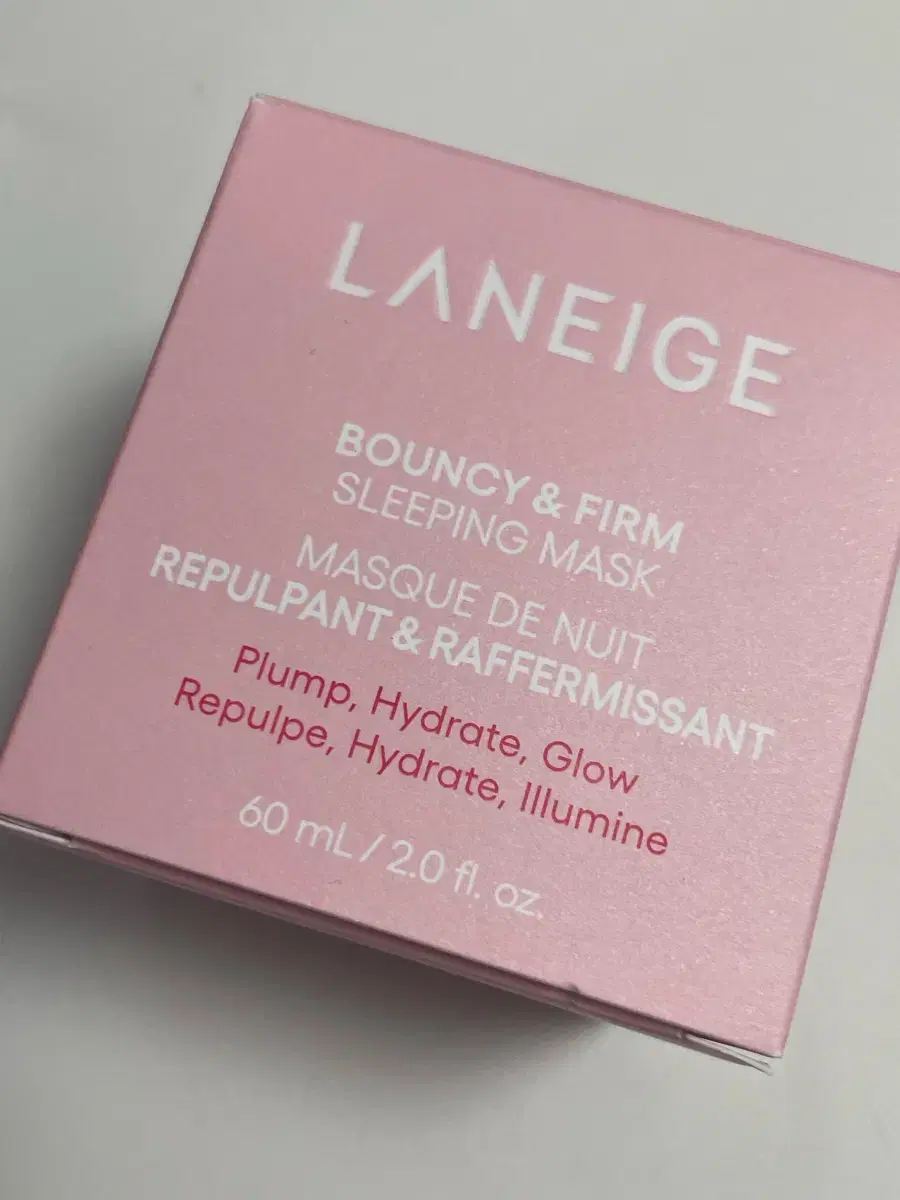 LANEIGE
BOUNCY & FIRM
SLEEPING MASK
MASQUE DE NUIT
REPULPANT & RAFFERMISSANT
Plump, Hydrate, Glow
Repulpe, Hydrate, Illumine
60 mL / 2.0 fl. oz.